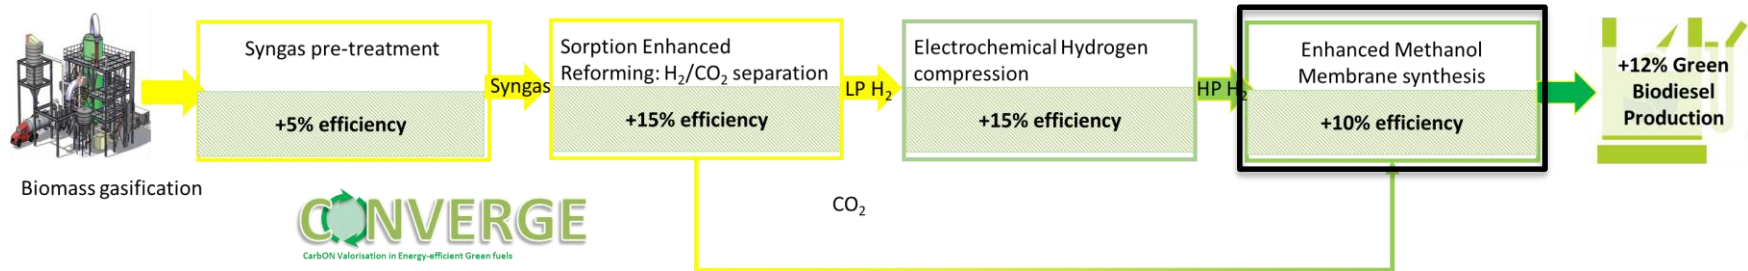 Biomass gasification
Syngas pre-treatment
+5% efficiency
Syngas
Sorption Enhanced
Reforming: H₂/CO₂ separation
+15% efficiency
LP H₂
Electrochemical Hydrogen
compression
+15% efficiency
HP H₂
Enhanced Methanol
Membrane synthesis
+10% efficiency
+12% Green
Biodiesel
Production
CO₂
CONVERGE
CarbON Valorisation in Energy-efficient Green fuels